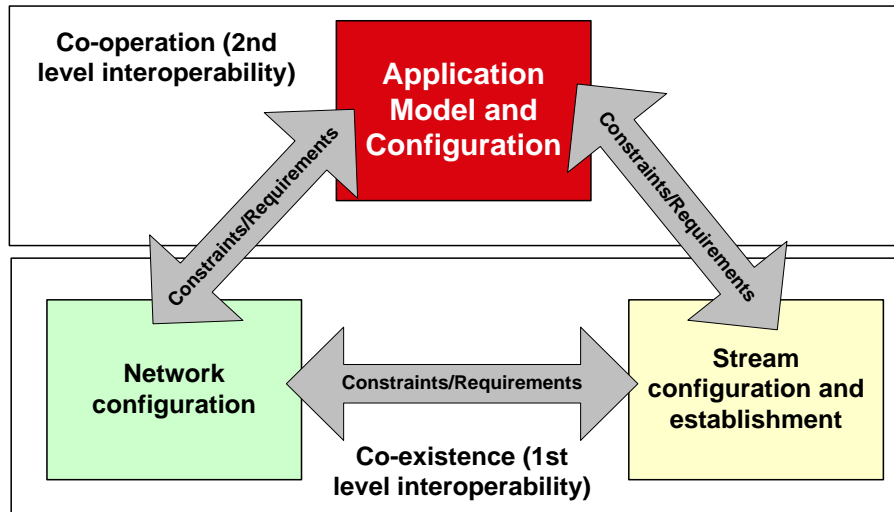 Co-operation (2nd
level interoperability)
Application
Model and
Configuration
Constraints/Requirements
Constraints/Requirements
Network
configuration
Constraints/Requirements
Stream
configuration and
establishment
Co-existence (1st
level interoperability)